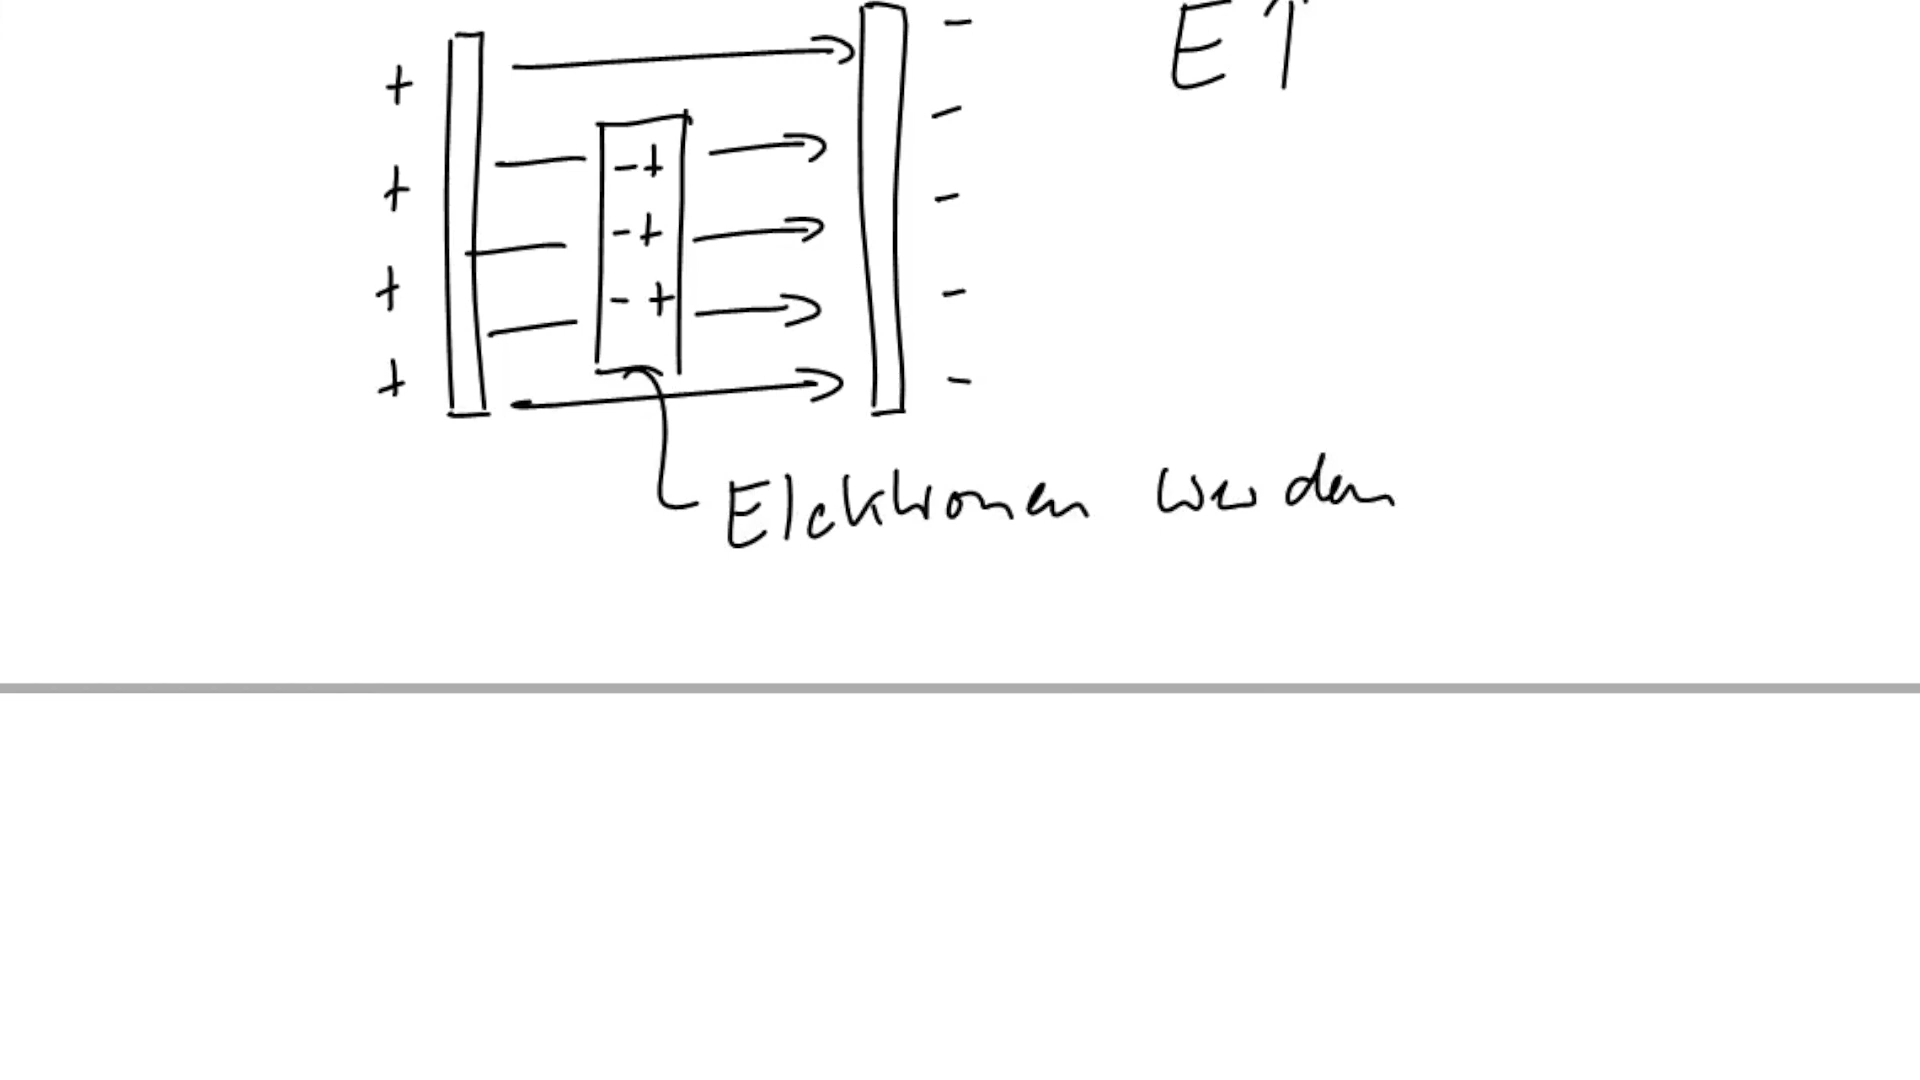 E↑
+ -
+ -+ -
+ -+ -
+ -+ -
-
Elektronen werden